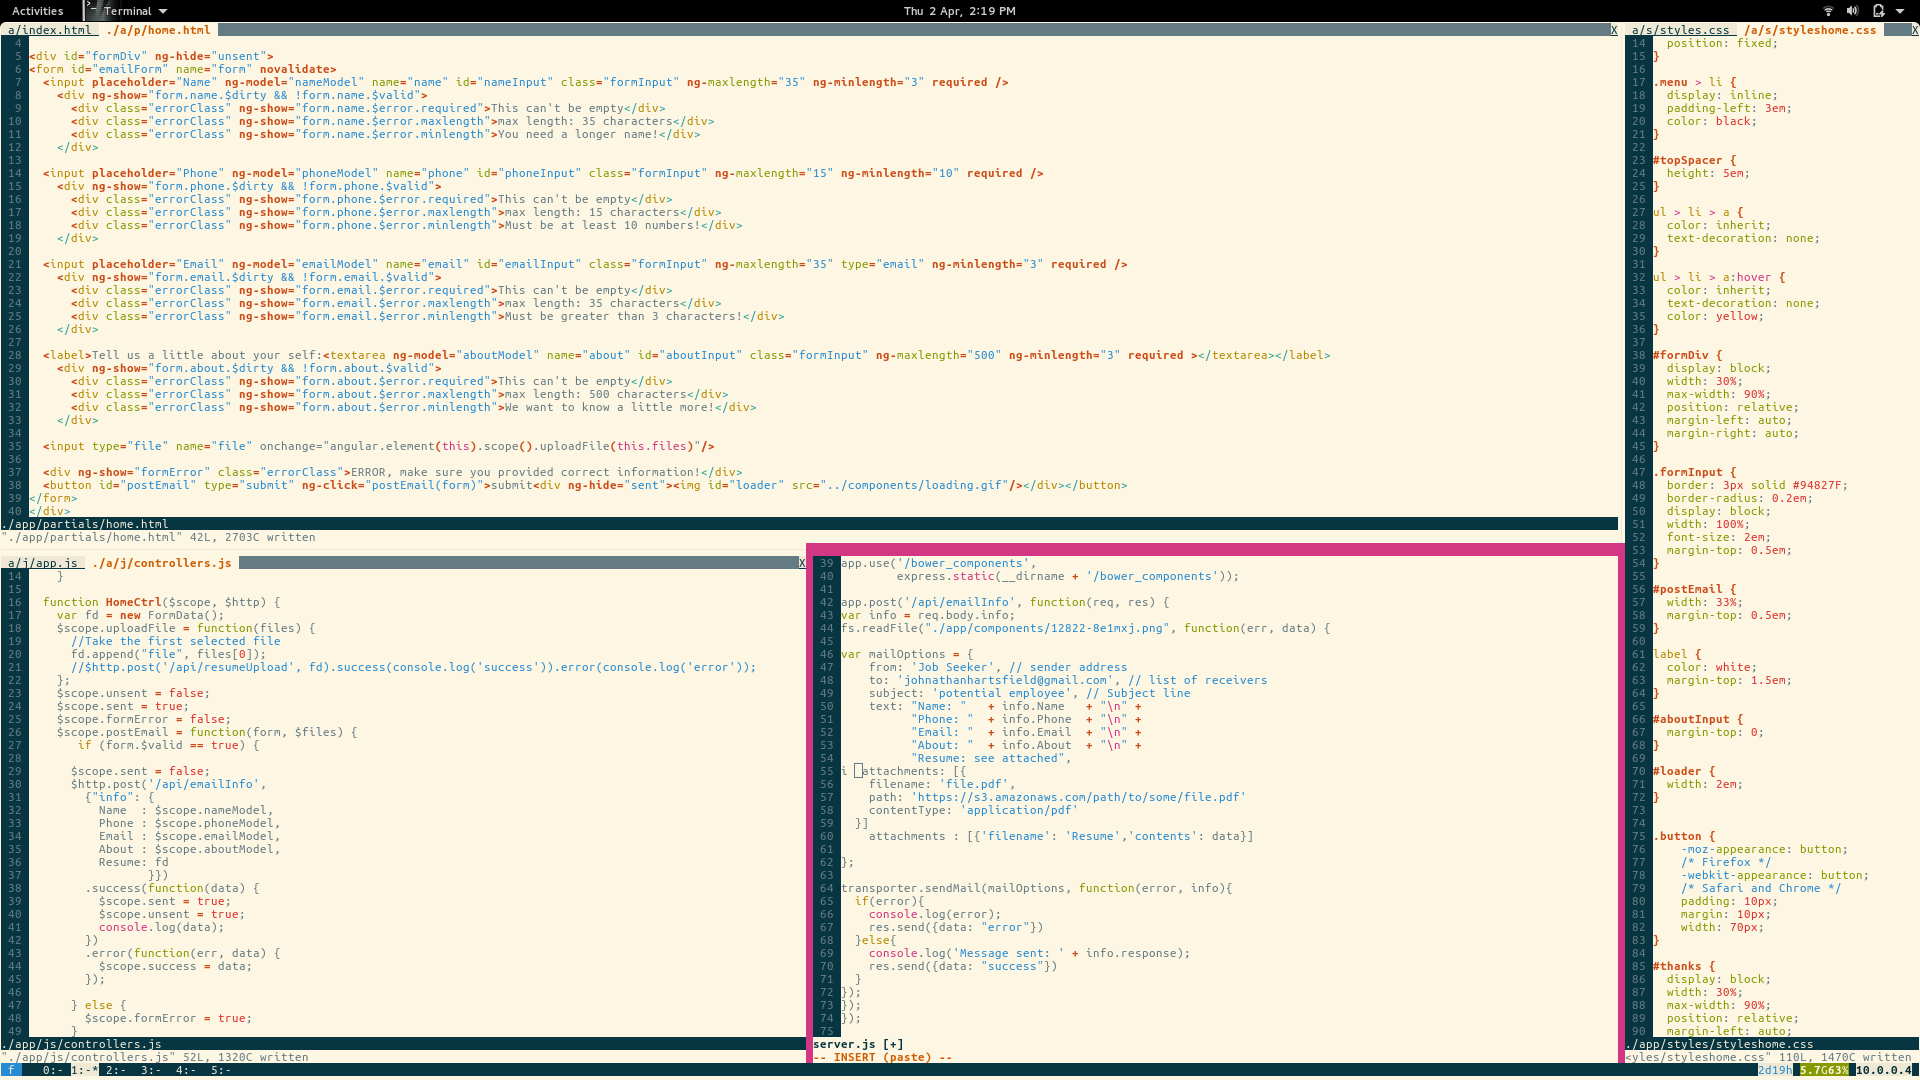 Activities Terminal Thu 2 Apr, 2:19 PM
a/index.html ./a/p/home.html X
4
5 <div id="formDiv" ng-hide="unsent">
6 <form id="emailForm" name="form" novalidate>
7   <input placeholder="Name" ng-model="nameModel" name="name" id="nameInput" class="formInput" ng-maxlength="35" ng-minlength="3" required />
8     <div ng-show="form.name.$dirty && !form.name.$valid">
9       <div class="errorClass" ng-show="form.name.$error.required">This can't be empty</div>
10       <div class="errorClass" ng-show="form.name.$error.maxlength">max length: 35 characters</div>
11       <div class="errorClass" ng-show="form.name.$error.minlength">You need a longer name!</div>
12     </div>
13
14   <input placeholder="Phone" ng-model="phoneModel" name="phone" id="phoneInput" class="formInput" ng-maxlength="15" ng-minlength="10" required />
15     <div ng-show="form.phone.$dirty && !form.phone.$valid">
16       <div class="errorClass" ng-show="form.phone.$error.required">This can't be empty</div>
17       <div class="errorClass" ng-show="form.phone.$error.maxlength">max length: 15 characters</div>
18       <div class="errorClass" ng-show="form.phone.$error.minlength">Must be at least 10 numbers!</div>
19     </div>
20
21   <input placeholder="Email" ng-model="emailModel" name="email" id="emailInput" class="formInput" ng-maxlength="35" type="email" ng-minlength="3" required />
22     <div ng-show="form.email.$dirty && !form.email.$valid">
23       <div class="errorClass" ng-show="form.email.$error.required">This can't be empty</div>
24       <div class="errorClass" ng-show="form.email.$error.maxlength">max length: 35 characters</div>
25       <div class="errorClass" ng-show="form.email.$error.minlength">Must be greater than 3 characters!</div>
26     </div>
27
28   <label>Tell us a little about your self:<textarea ng-model="aboutModel" name="about" id="aboutInput" class="formInput" ng-maxlength="500" ng-minlength="3" required ></textarea></label>
29     <div ng-show="form.about.$dirty && !form.about.$valid">
30       <div class="errorClass" ng-show="form.about.$error.required">This can't be empty</div>
31       <div class="errorClass" ng-show="form.about.$error.maxlength">max length: 500 characters</div>
32       <div class="errorClass" ng-show="form.about.$error.minlength">We want to know a little more!</div>
33     </div>
34
35   <input type="file" name="file" onchange="angular.element(this).scope().uploadFile(this.files)"/>
36
37   <div ng-show="formError" class="errorClass">ERROR, make sure you provided correct information!</div>
38   <button id="postEmail" type="submit" ng-click="postEmail(form)">submit<div ng-hide="sent"><img id="loader" src="../components/loading.gif"/></div></button>
39 </form>
40 </div>
./app/partials/home.html
"./app/partials/home.html" 42L, 2703C written
a/j/app.js ./a/j/controllers.js X
14     }
15
16   function HomeCtrl($scope, $http) {
17     var fd = new FormData();
18     $scope.uploadFile = function(files) {
19       //Take the first selected file
20       fd.append("file", files[0]);
21       //$http.post('/api/resumeUpload', fd).success(console.log('success')).error(console.log('error'));
22     };
23     $scope.unsent = false;
24     $scope.sent = true;
25     $scope.formError = false;
26     $scope.postEmail = function(form, $files) {
27        if (form.$valid == true) {
28
29       $scope.sent = false;
30       $http.post('/api/emailInfo',
31         {"info": {
32           Name  : $scope.nameModel,
33           Phone : $scope.phoneModel,
34           Email : $scope.emailModel,
35           About : $scope.aboutModel,
36           Resume: fd
37                  }})
38         .success(function(data) {
39           $scope.sent = true;
40           $scope.unsent = true;
41           console.log(data);
42         })
43         .error(function(err, data) {
44           $scope.success = data;
45         });
46
47       } else {
48         $scope.formError = true;
49       }
./app/js/controllers.js
"./app/js/controllers.js" 52L, 1320C written
39 app.use('/bower_components',
40         express.static(__dirname + '/bower_components'));
41
42 app.post('/api/emailInfo', function(req, res) {
43 var info = req.body.info;
44 fs.readFile("./app/components/12822-8e1mxj.png", function(err, data) {
45
46 var mailOptions = {
47     from: 'Job Seeker', // sender address
48     to: 'johnathanhartsfield@gmail.com', // list of receivers
49     subject: 'potential employee', // Subject line
50     text: "Name: "   + info.Name   + "\n" +
51           "Phone: "  + info.Phone  + "\n" +
52           "Email: "  + info.Email  + "\n" +
53           "About: "  + info.About  + "\n" +
54           "Resume: see attached",
55 i  attachments: [{
56     filename: 'file.pdf',
57     path: 'https://s3.amazonaws.com/path/to/some/file.pdf'
58     contentType: 'application/pdf'
59   }]
60     attachments : [{'filename': 'Resume','contents': data}]
61
62 };
63
64 transporter.sendMail(mailOptions, function(error, info){
65   if(error){
66     console.log(error);
67     res.send({data: "error"})
68   }else{
69     console.log('Message sent: ' + info.response);
70     res.send({data: "success"})
71   }
72 });
73 });
74 });
75
server.js [+]
-- INSERT (paste) --
a/s/styles.css /a/s/styleshome.css X
14   position: fixed;
15 }
16
17 .menu > li {
18   display: inline;
19   padding-left: 3em;
20   color: black;
21 }
22
23 #topSpacer {
24   height: 5em;
25 }
26
27 ul > li > a {
28   color: inherit;
29   text-decoration: none;
30 }
31
32 ul > li > a:hover {
33   color: inherit;
34   text-decoration: none;
35   color: yellow;
36 }
37
38 #formDiv {
39   display: block;
40   width: 30%;
41   max-width: 90%;
42   position: relative;
43   margin-left: auto;
44   margin-right: auto;
45 }
46
47 .formInput {
48   border: 3px solid #94827F;
49   border-radius: 0.2em;
50   display: block;
51   width: 100%;
52   font-size: 2em;
53   margin-top: 0.5em;
54 }
55
56 #postEmail {
57   width: 33%;
58   margin-top: 0.5em;
59 }
60
61 label {
62   color: white;
63   margin-top: 1.5em;
64 }
65
66 #aboutInput {
67   margin-top: 0;
68 }
69
70 #loader {
71   width: 2em;
72 }
73
74
75 .button {
76     -moz-appearance: button;
77     /* Firefox */
78     -webkit-appearance: button;
79     /* Safari and Chrome */
80     padding: 10px;
81     margin: 10px;
82     width: 70px;
83 }
84
85 #thanks {
86   display: block;
87   width: 30%;
88   max-width: 90%;
89   position: relative;
90   margin-left: auto;
./app/styles/styleshome.css
<yles/styleshome.css" 110L, 1470C written
f 0:- 1:-* 2:- 3:- 4:- 5:- 2d19h 5.7G63% 10.0.0.4